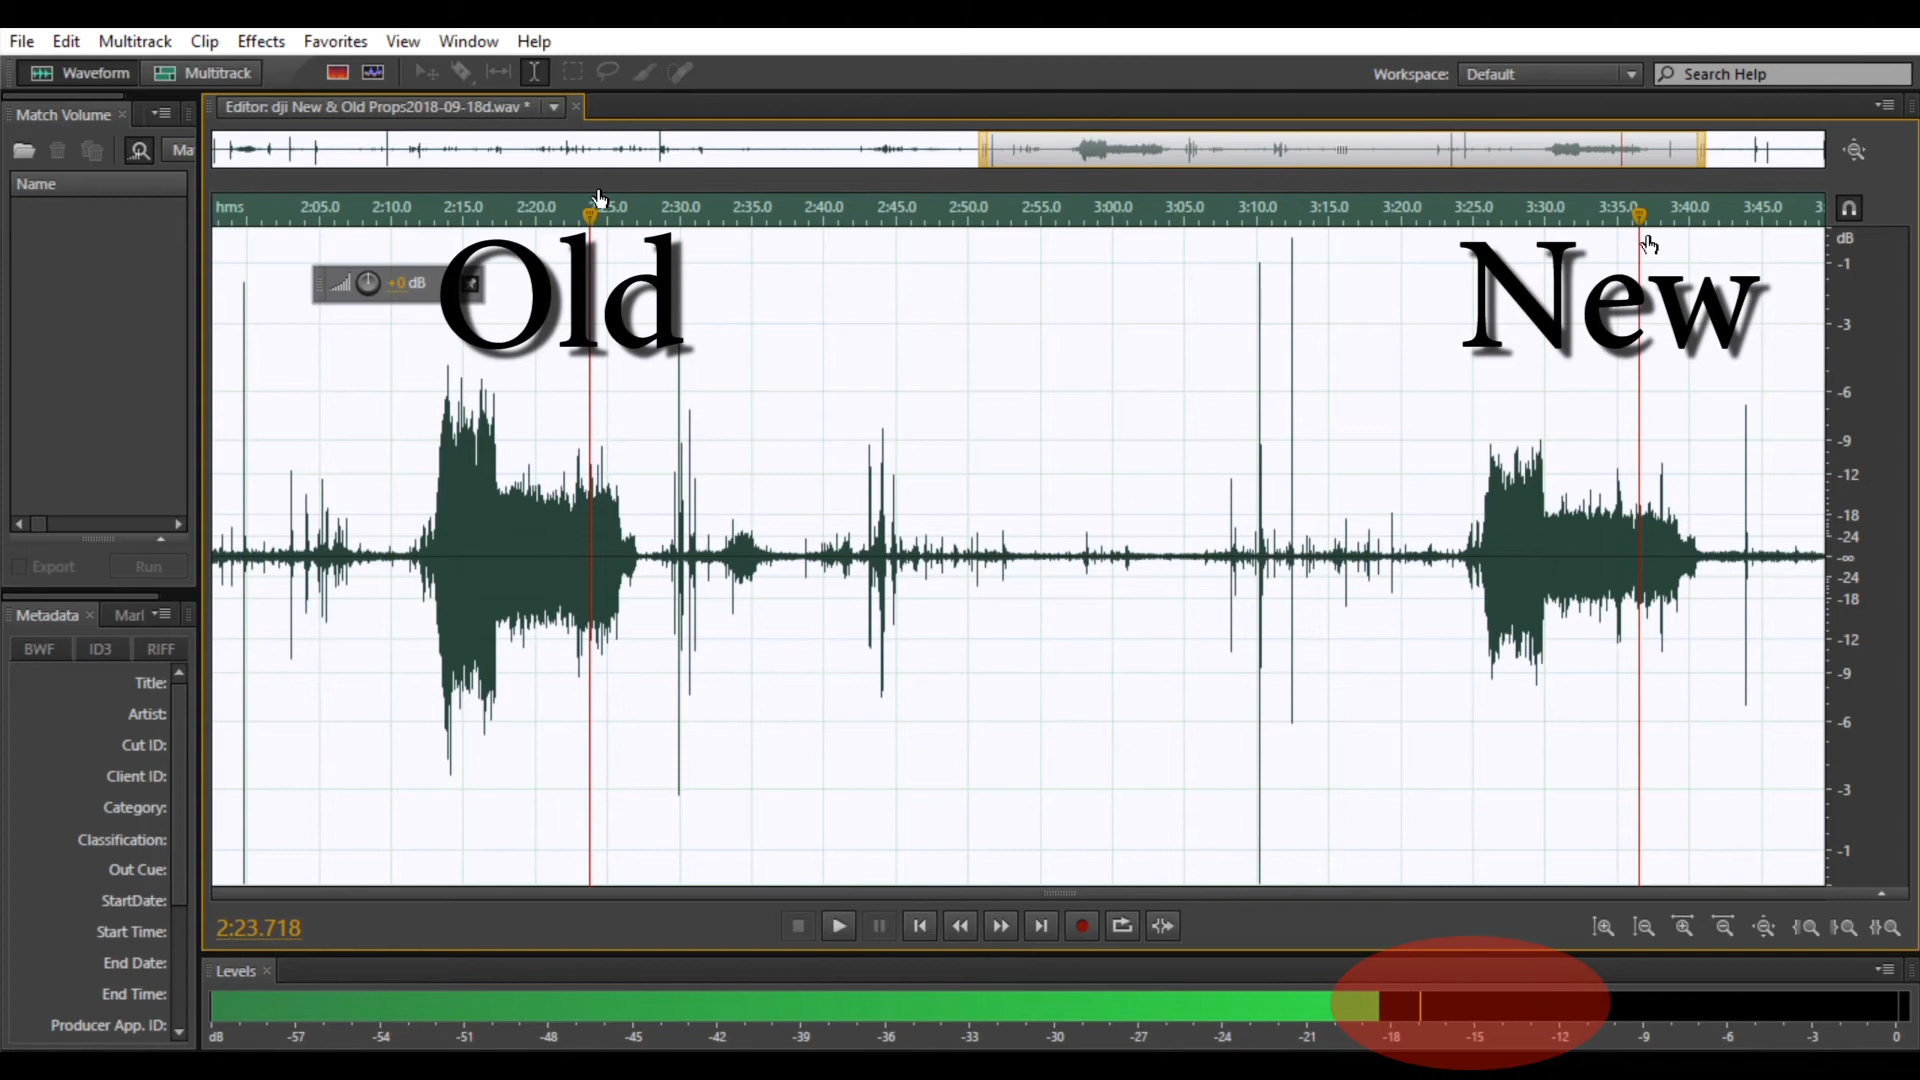 File Edit Multitrack Clip Effects Favorites View Window Help
Waveform Multitrack Workspace: Default Search Help
Match Volume Editor: dji New & Old Props2018-09-18d.wav *
Ma
Name
hms 2:05.0 2:10.0 2:15.0 2:20.0 2:30.0 2:35.0 2:40.0 2:45.0 2:50.0 2:55.0 3:00.0 3:05.0 3:10.0 3:15.0 3:20.0 3:25.0 3:30.0 3:40.0 3:45.0
dB
-1
-3
-6
-9
-12
-18
-24
-∞
-24
-18
-12
-9
-6
-3
-1
+0 dB
Old New
Export Run
Metadata Marl
BWF ID3 RIFF
Title:
Artist:
Cut ID:
Client ID:
Category:
Classification:
Out Cue:
StartDate:
Start Time:
End Date:
End Time:
Producer App. ID:
2:23.718
Levels
dB -57 -54 -51 -48 -45 -42 -39 -36 -33 -30 -27 -24 -21 -18 -15 -12 -9 -6 -3 0